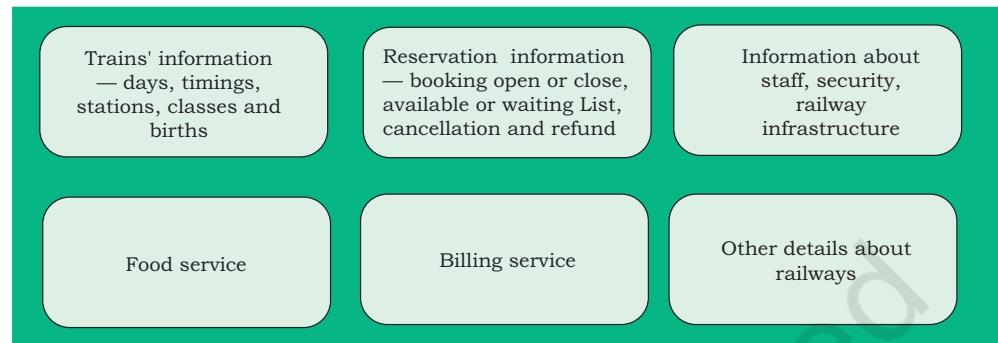 Trains' information
— days, timings,
stations, classes and
births
Reservation  information
— booking open or close,
available or waiting List,
cancellation and refund
Information about
staff, security,
railway
infrastructure
Food service
Billing service
Other details about
railways